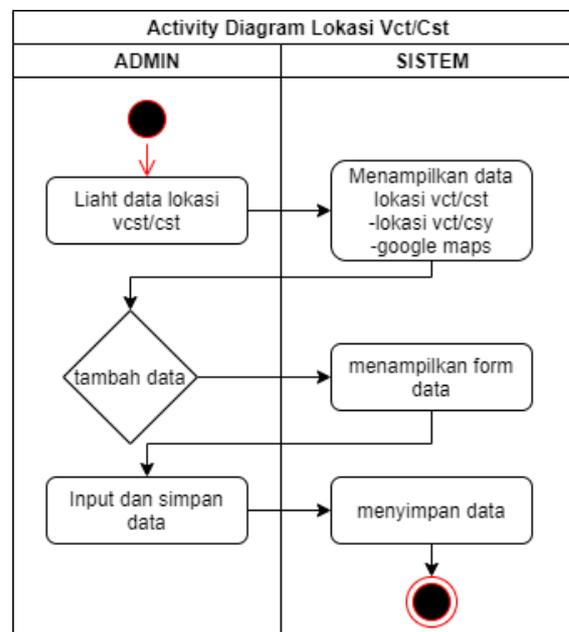 Activity Diagram Lokasi Vct/Cst
ADMIN
SISTEM
Liaht data lokasi
vcst/cst
Menampilkan data
lokasi vct/cst
-lokasi vct/csy
-google maps
tambah data
menampilkan form
data
Input dan simpan
data
menyimpan data